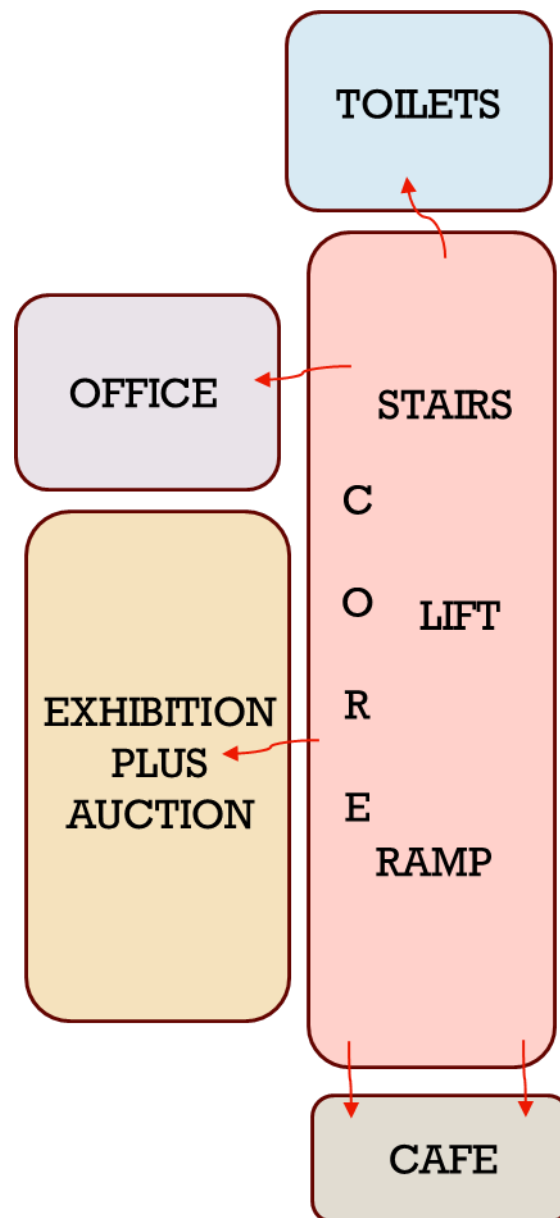 TOILETS
OFFICE
STAIRS
C
O
R
E
LIFT
RAMP
EXHIBITION
PLUS
AUCTION
CAFE